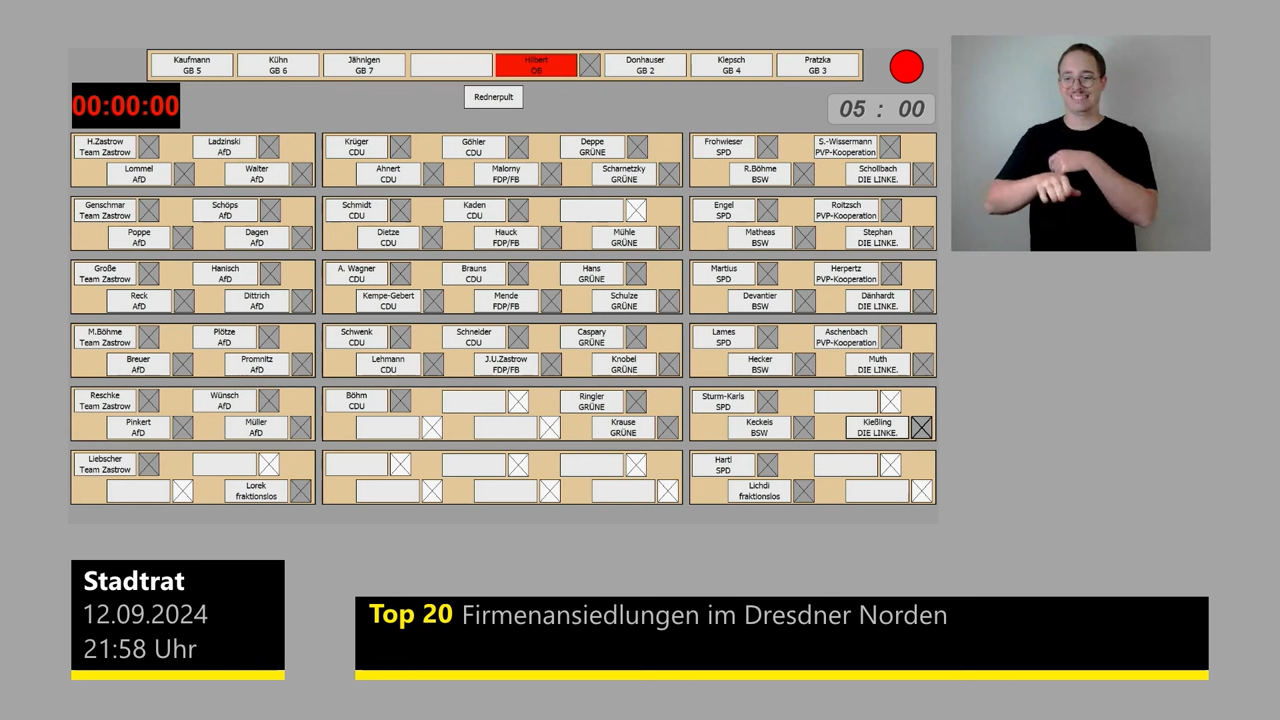 Kaufmann
GB 5
Kühn
GB 6
Jähnigen
GB 7
Hilbert
OB
Donhauser
GB 2
Klepsch
GB 4
Pratzka
GB 3
00:00:00
Rednerpult
05 : 00
H.Zastrow
Team Zastrow
Ladzinski
AfD
Lommel
AfD
Walter
AfD
Krüger
CDU
Göhler
CDU
Deppe
GRÜNE
Ahnert
CDU
Malorny
FDP/FB
Scharnetzky
GRÜNE
Frohwieser
SPD
S.-Wissermann
PVP-Kooperation
R.Böhme
BSW
Schollbach
DIE LINKE.
Genschmar
Team Zastrow
Schöps
AfD
Poppe
AfD
Dagen
AfD
Schmidt
CDU
Kaden
CDU
Dietze
CDU
Hauck
FDP/FB
Mühle
GRÜNE
Engel
SPD
Roitzsch
PVP-Kooperation
Matheas
BSW
Stephan
DIE LINKE.
Große
Team Zastrow
Hanisch
AfD
Reck
AfD
Dittrich
AfD
A. Wagner
CDU
Brauns
CDU
Hans
GRÜNE
Kempe-Gebert
CDU
Mende
FDP/FB
Schulze
GRÜNE
Martius
SPD
Herpertz
PVP-Kooperation
Devantier
BSW
Dänhardt
DIE LINKE.
M.Böhme
Team Zastrow
Plötze
AfD
Breuer
AfD
Promnitz
AfD
Schwenk
CDU
Schneider
CDU
Caspary
GRÜNE
Lehmann
CDU
J.U.Zastrow
FDP/FB
Knobel
GRÜNE
Lames
SPD
Aschenbach
PVP-Kooperation
Hecker
BSW
Muth
DIE LINKE.
Reschke
Team Zastrow
Wünsch
AfD
Pinkert
AfD
Müller
AfD
Böhm
CDU
Ringler
GRÜNE
Krause
GRÜNE
Sturm-Karls
SPD
Keckeis
BSW
Kießling
DIE LINKE.
Liebscher
Team Zastrow
Lorek
fraktionslos
Hartl
SPD
Lichdi
fraktionslos
Stadtrat
12.09.2024
21:58 Uhr
Top 20 Firmenansiedlungen im Dresdner Norden